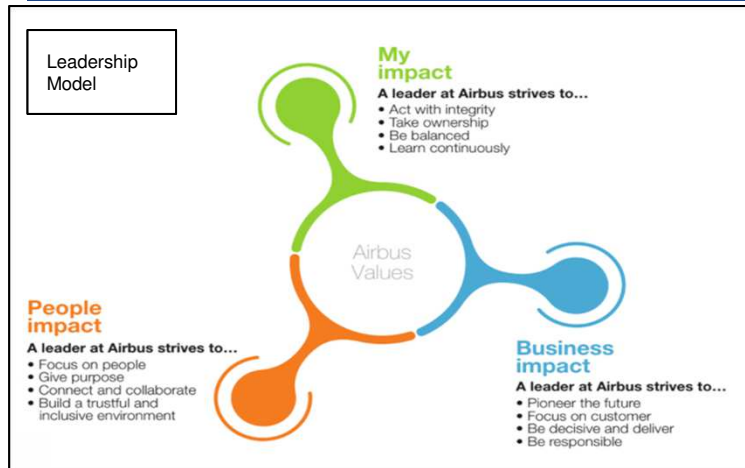 Leadership
Model
My
impact
A leader at Airbus strives to...
• Act with integrity
• Take ownership
• Be balanced
• Learn continuously
Airbus
Values
People
impact
A leader at Airbus strives to...
• Focus on people
• Give purpose
• Connect and collaborate
• Build a trustful and
inclusive environment
Business
impact
A leader at Airbus strives to...
• Pioneer the future
• Focus on customer
• Be decisive and deliver
• Be responsible